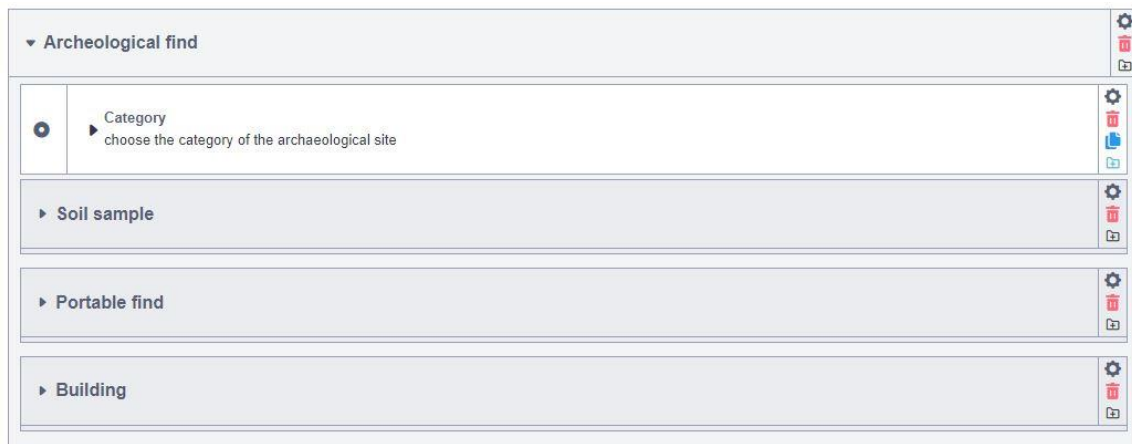 Archeological find
Category
choose the category of the archaeological site
Soil sample
Portable find
Building